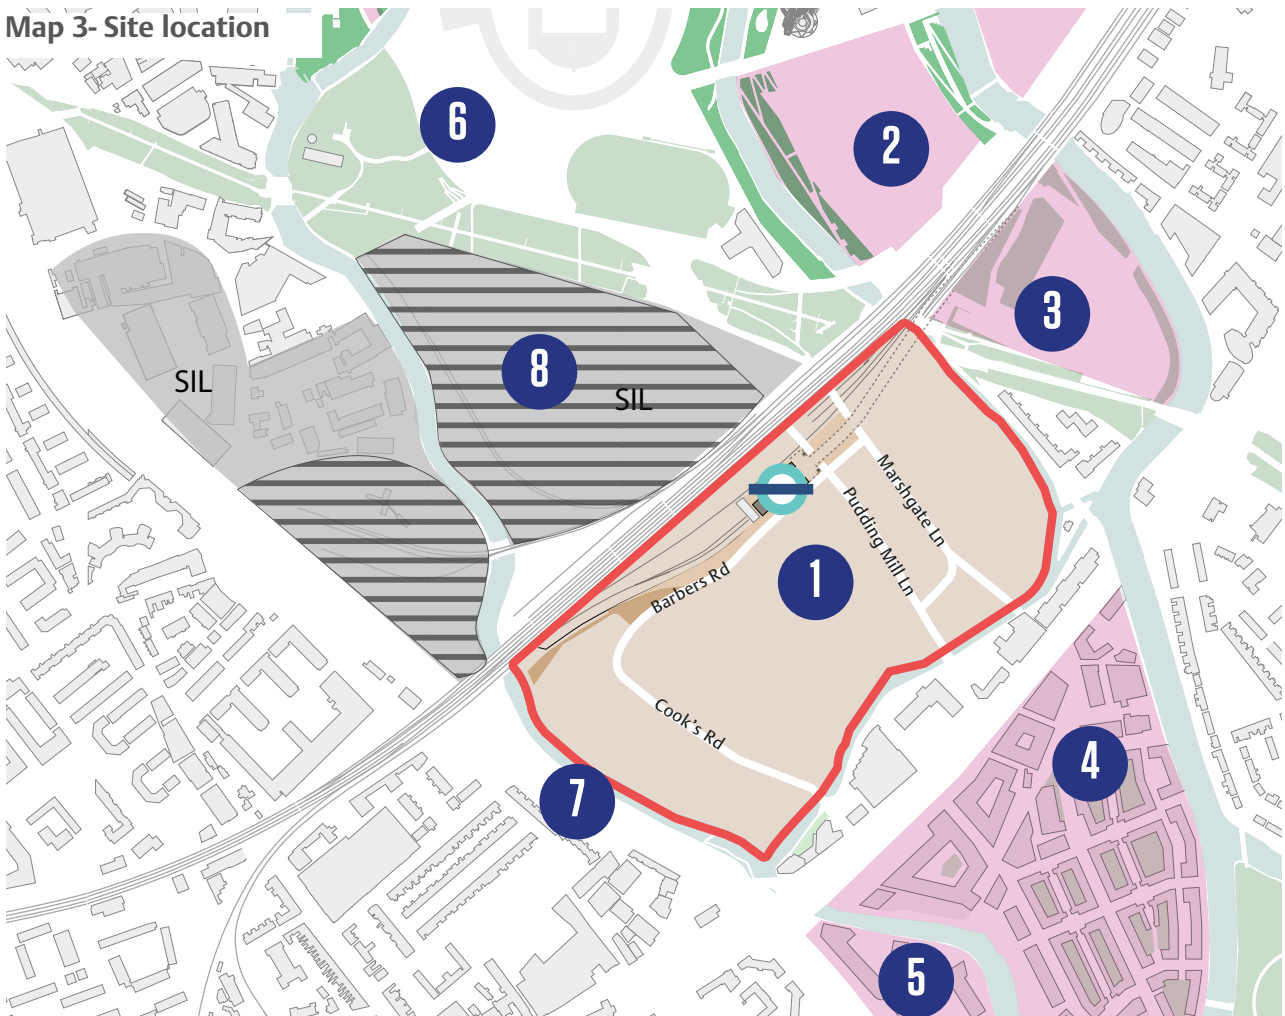 Map 3- Site location
6
2
3
SIL
8
SIL
Marshgate Ln
Pudding Mill Ln
Barbers Rd
1
Cook's Rd
4
7
5